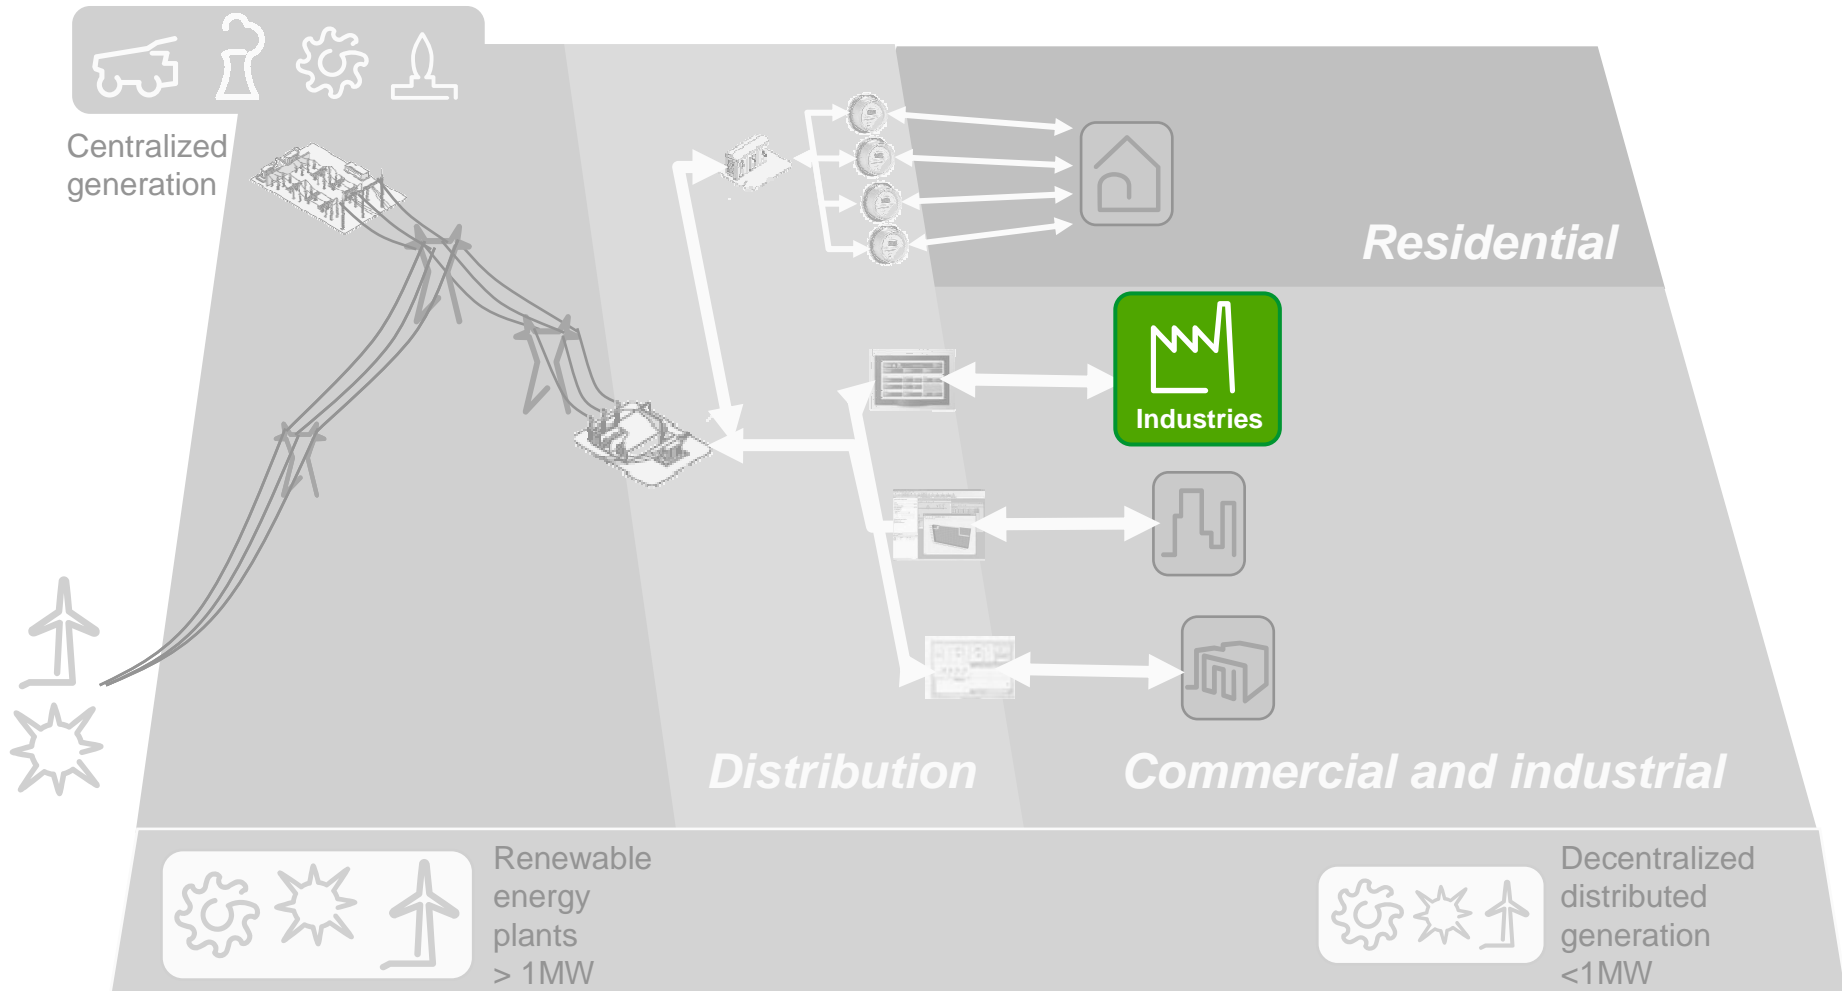 Centralized
generation
Residential
Industries
Distribution
Commercial and industrial
Renewable
energy
plants
> 1MW
Decentralized
distributed
generation
<1MW